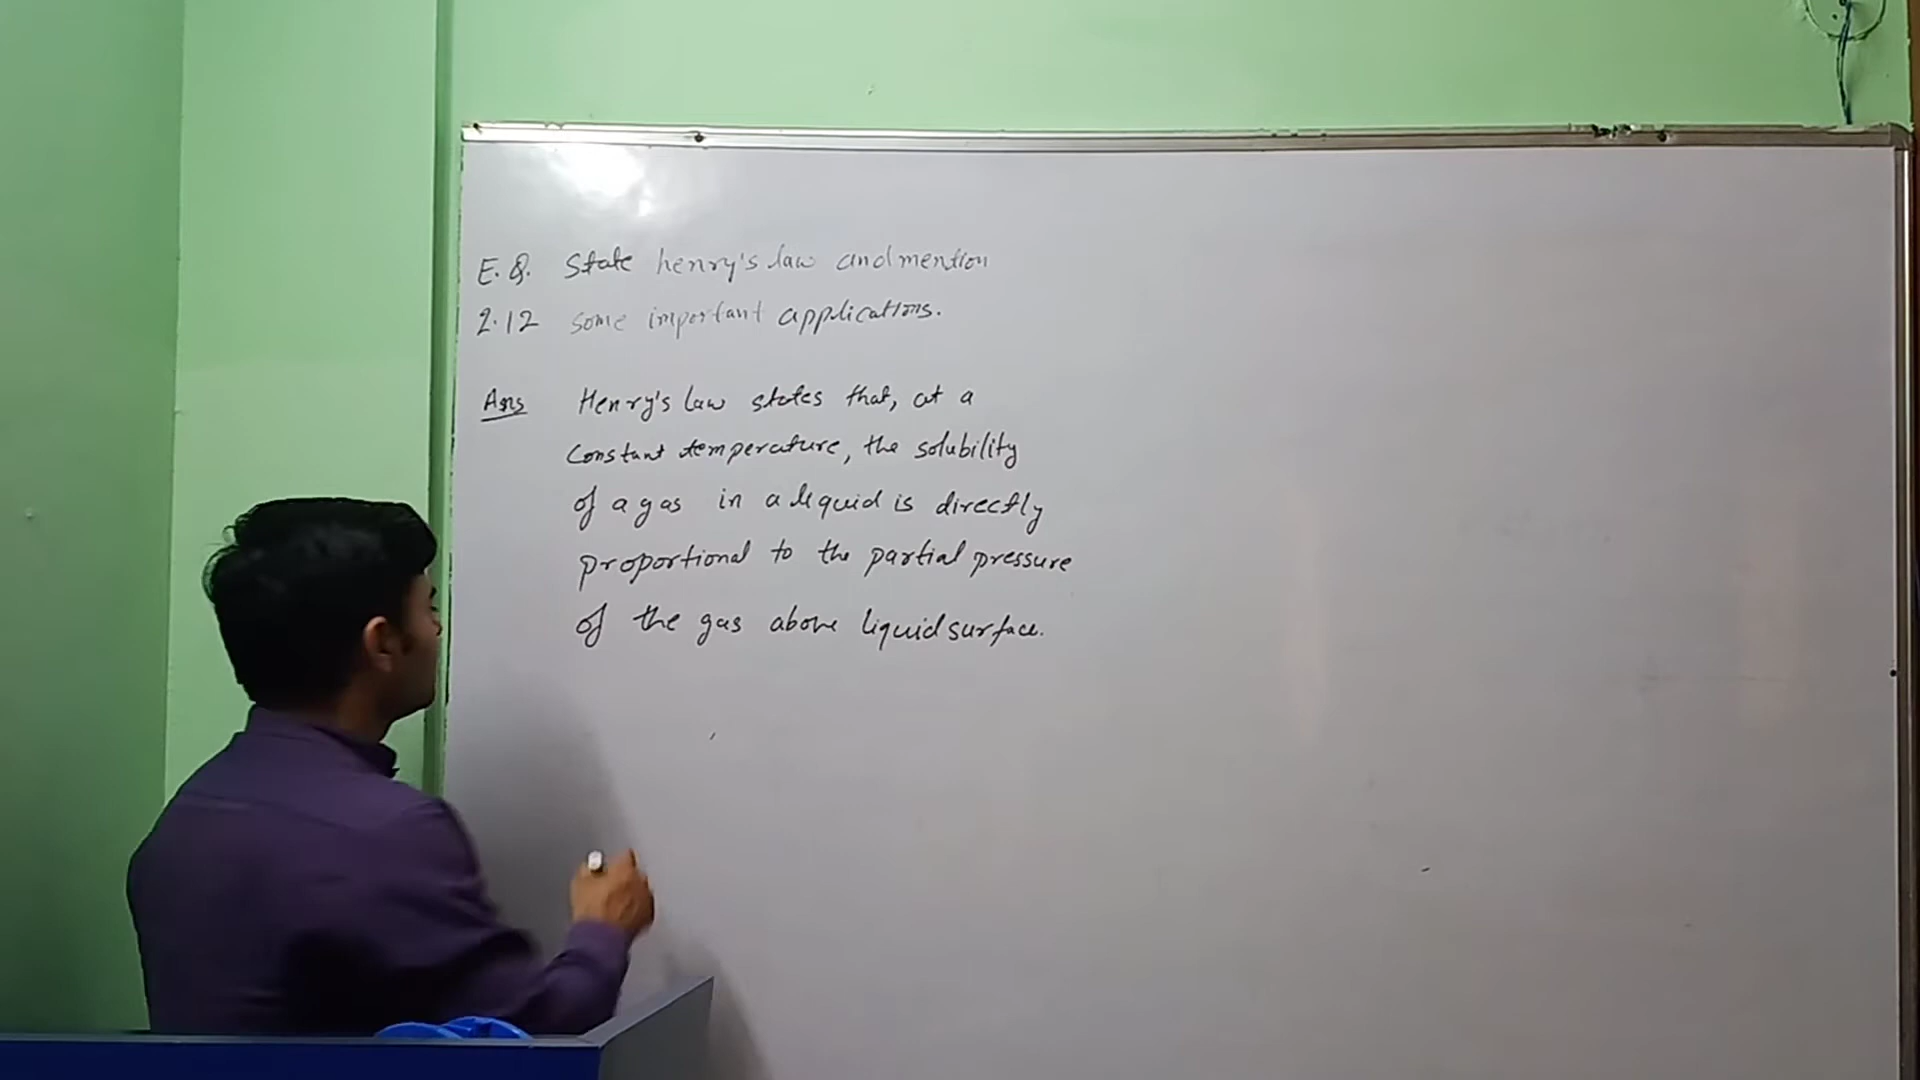 E.Q. State henry's law and mention
2.12 some important applications.
Ans Henry's law states that, at a
constant temperature, the solubility
of a gas in a liquid is directly
proportional to the partial pressure
of the gas above liquid surface.